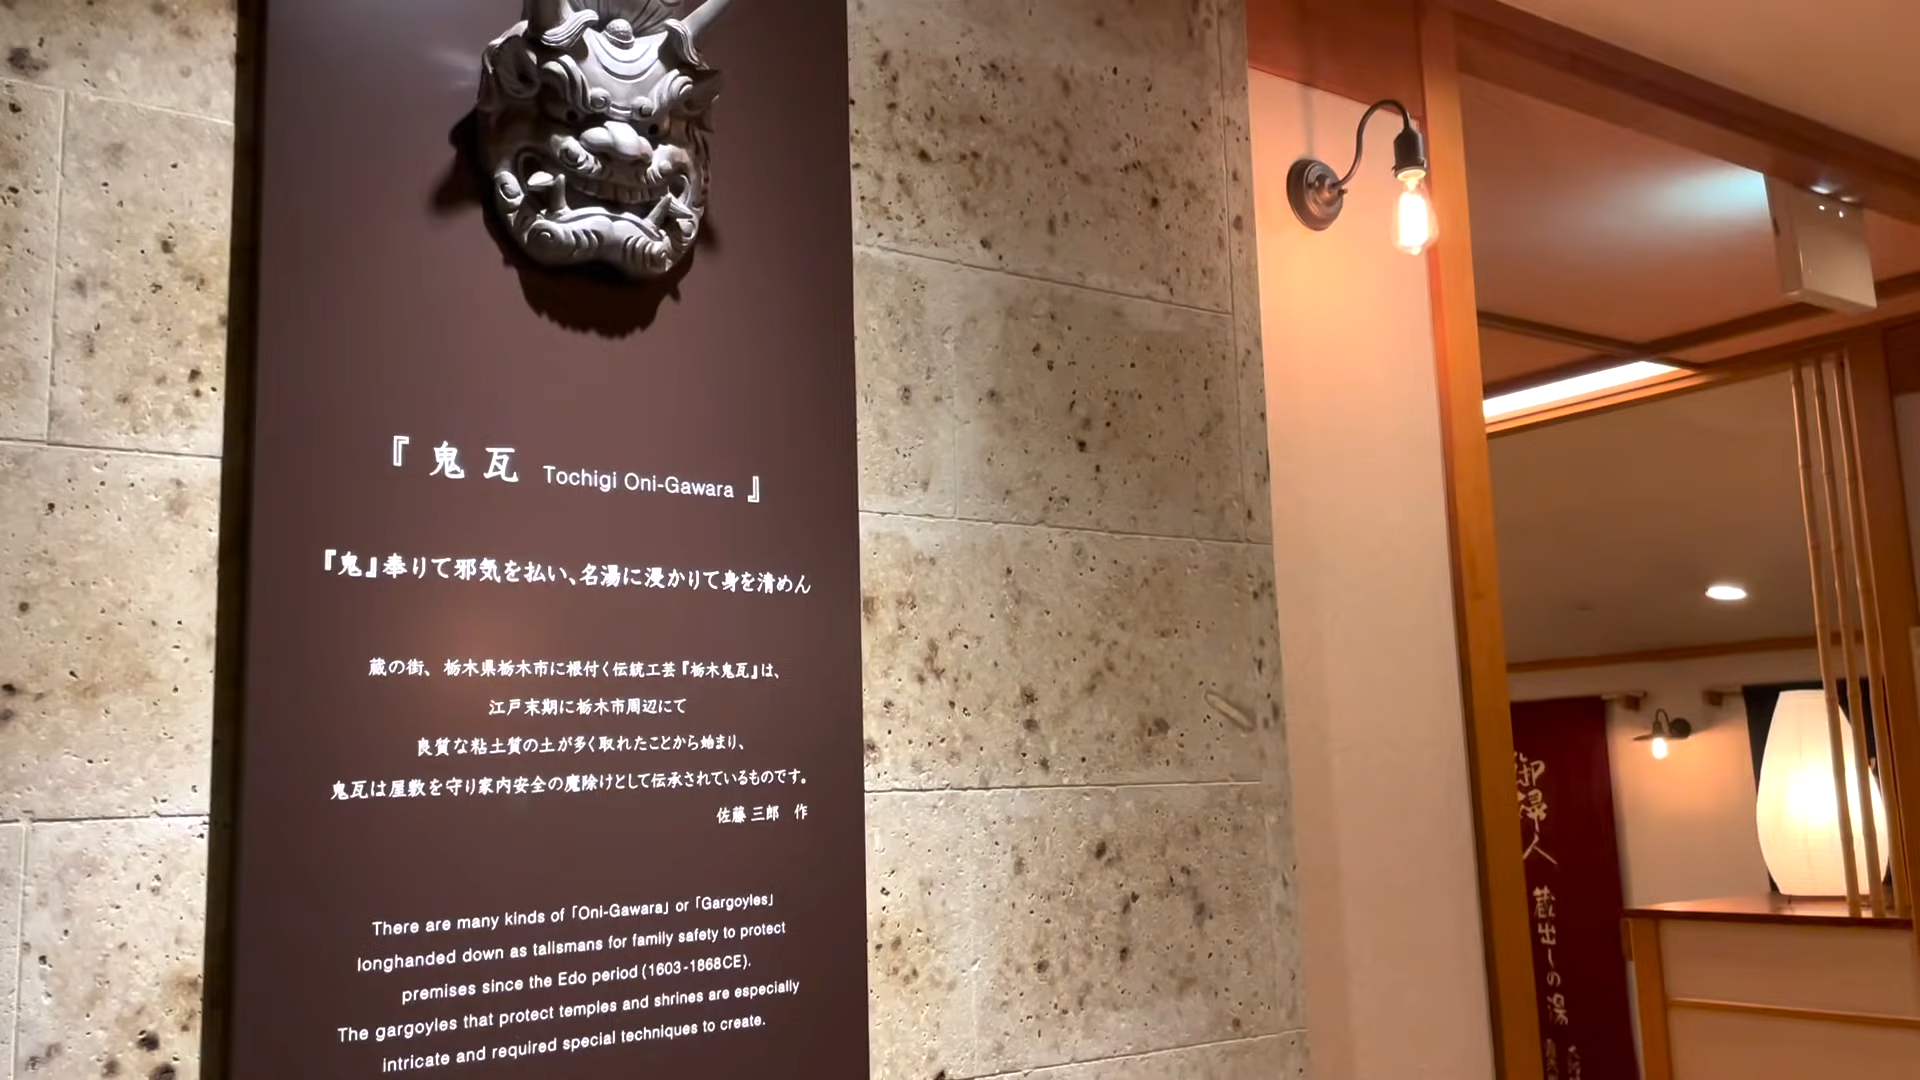 『鬼瓦 Tochigi Oni-Gawara』
『鬼』奉りて邪気を払い、名湯に浸かりて身を清めん
蔵の街、栃木県栃木市に根付く伝統工芸『栃木鬼瓦』は、
江戸末期に栃木市周辺にて
良質な粘土質の土が多く取れたことから始まり、
鬼瓦は屋敷を守り家内安全の魔除けとして伝承されているものです。
佐藤 三郎 作
There are many kinds of 「Oni-Gawara」 or 「Gargoyles」
longhanded down as talismans for family safety to protect
premises since the Edo period (1603-1868CE).
The gargoyles that protect temples and shrines are especially
intricate and required special techniques to create.
御婦人
蔵出しの湯